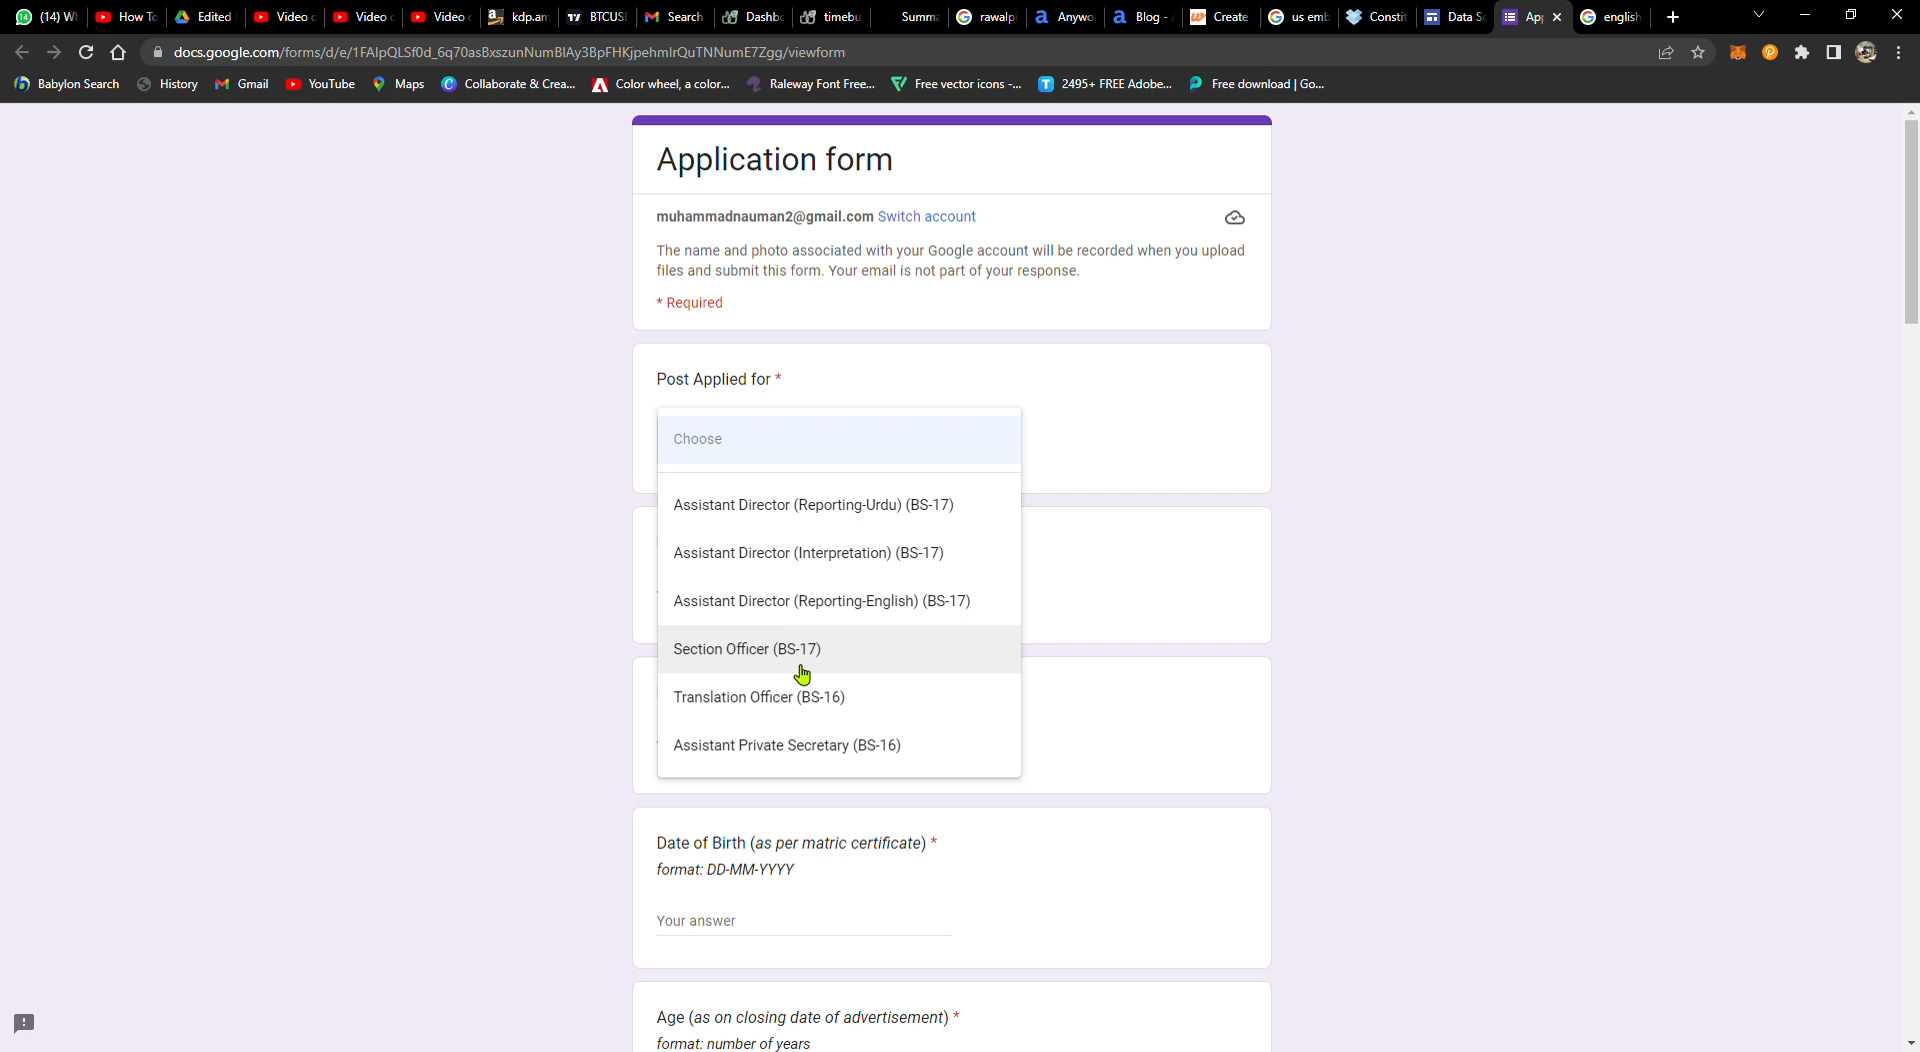 (14) W
How To
Edited
Video c
Video c
Video c
kdp.am
BTCUS
Search
Dashb
timebu
Summa
rawalp
Anywo
Blog -
Create
us emb
Constit
Data Sc
App
english
docs.google.com/forms/d/e/1FAIpQLSf0d_6q70asBxszunNumBIAy3BpFHKjpehmIrQuTNNumE7Zgg/viewform
Babylon Search
History
Gmail
YouTube
Maps
Collaborate & Crea...
Color wheel, a color...
Raleway Font Free...
Free vector icons -...
2495+ FREE Adobe...
Free download | Go...
Application form
muhammadnauman2@gmail.com Switch account
The name and photo associated with your Google account will be recorded when you upload
files and submit this form. Your email is not part of your response.
* Required
Post Applied for *
Choose
Assistant Director (Reporting-Urdu) (BS-17)
Assistant Director (Interpretation) (BS-17)
Assistant Director (Reporting-English) (BS-17)
Section Officer (BS-17)
Translation Officer (BS-16)
Assistant Private Secretary (BS-16)
Date of Birth (as per matric certificate) *
format: DD-MM-YYYY
Your answer
Age (as on closing date of advertisement) *
format: number of years